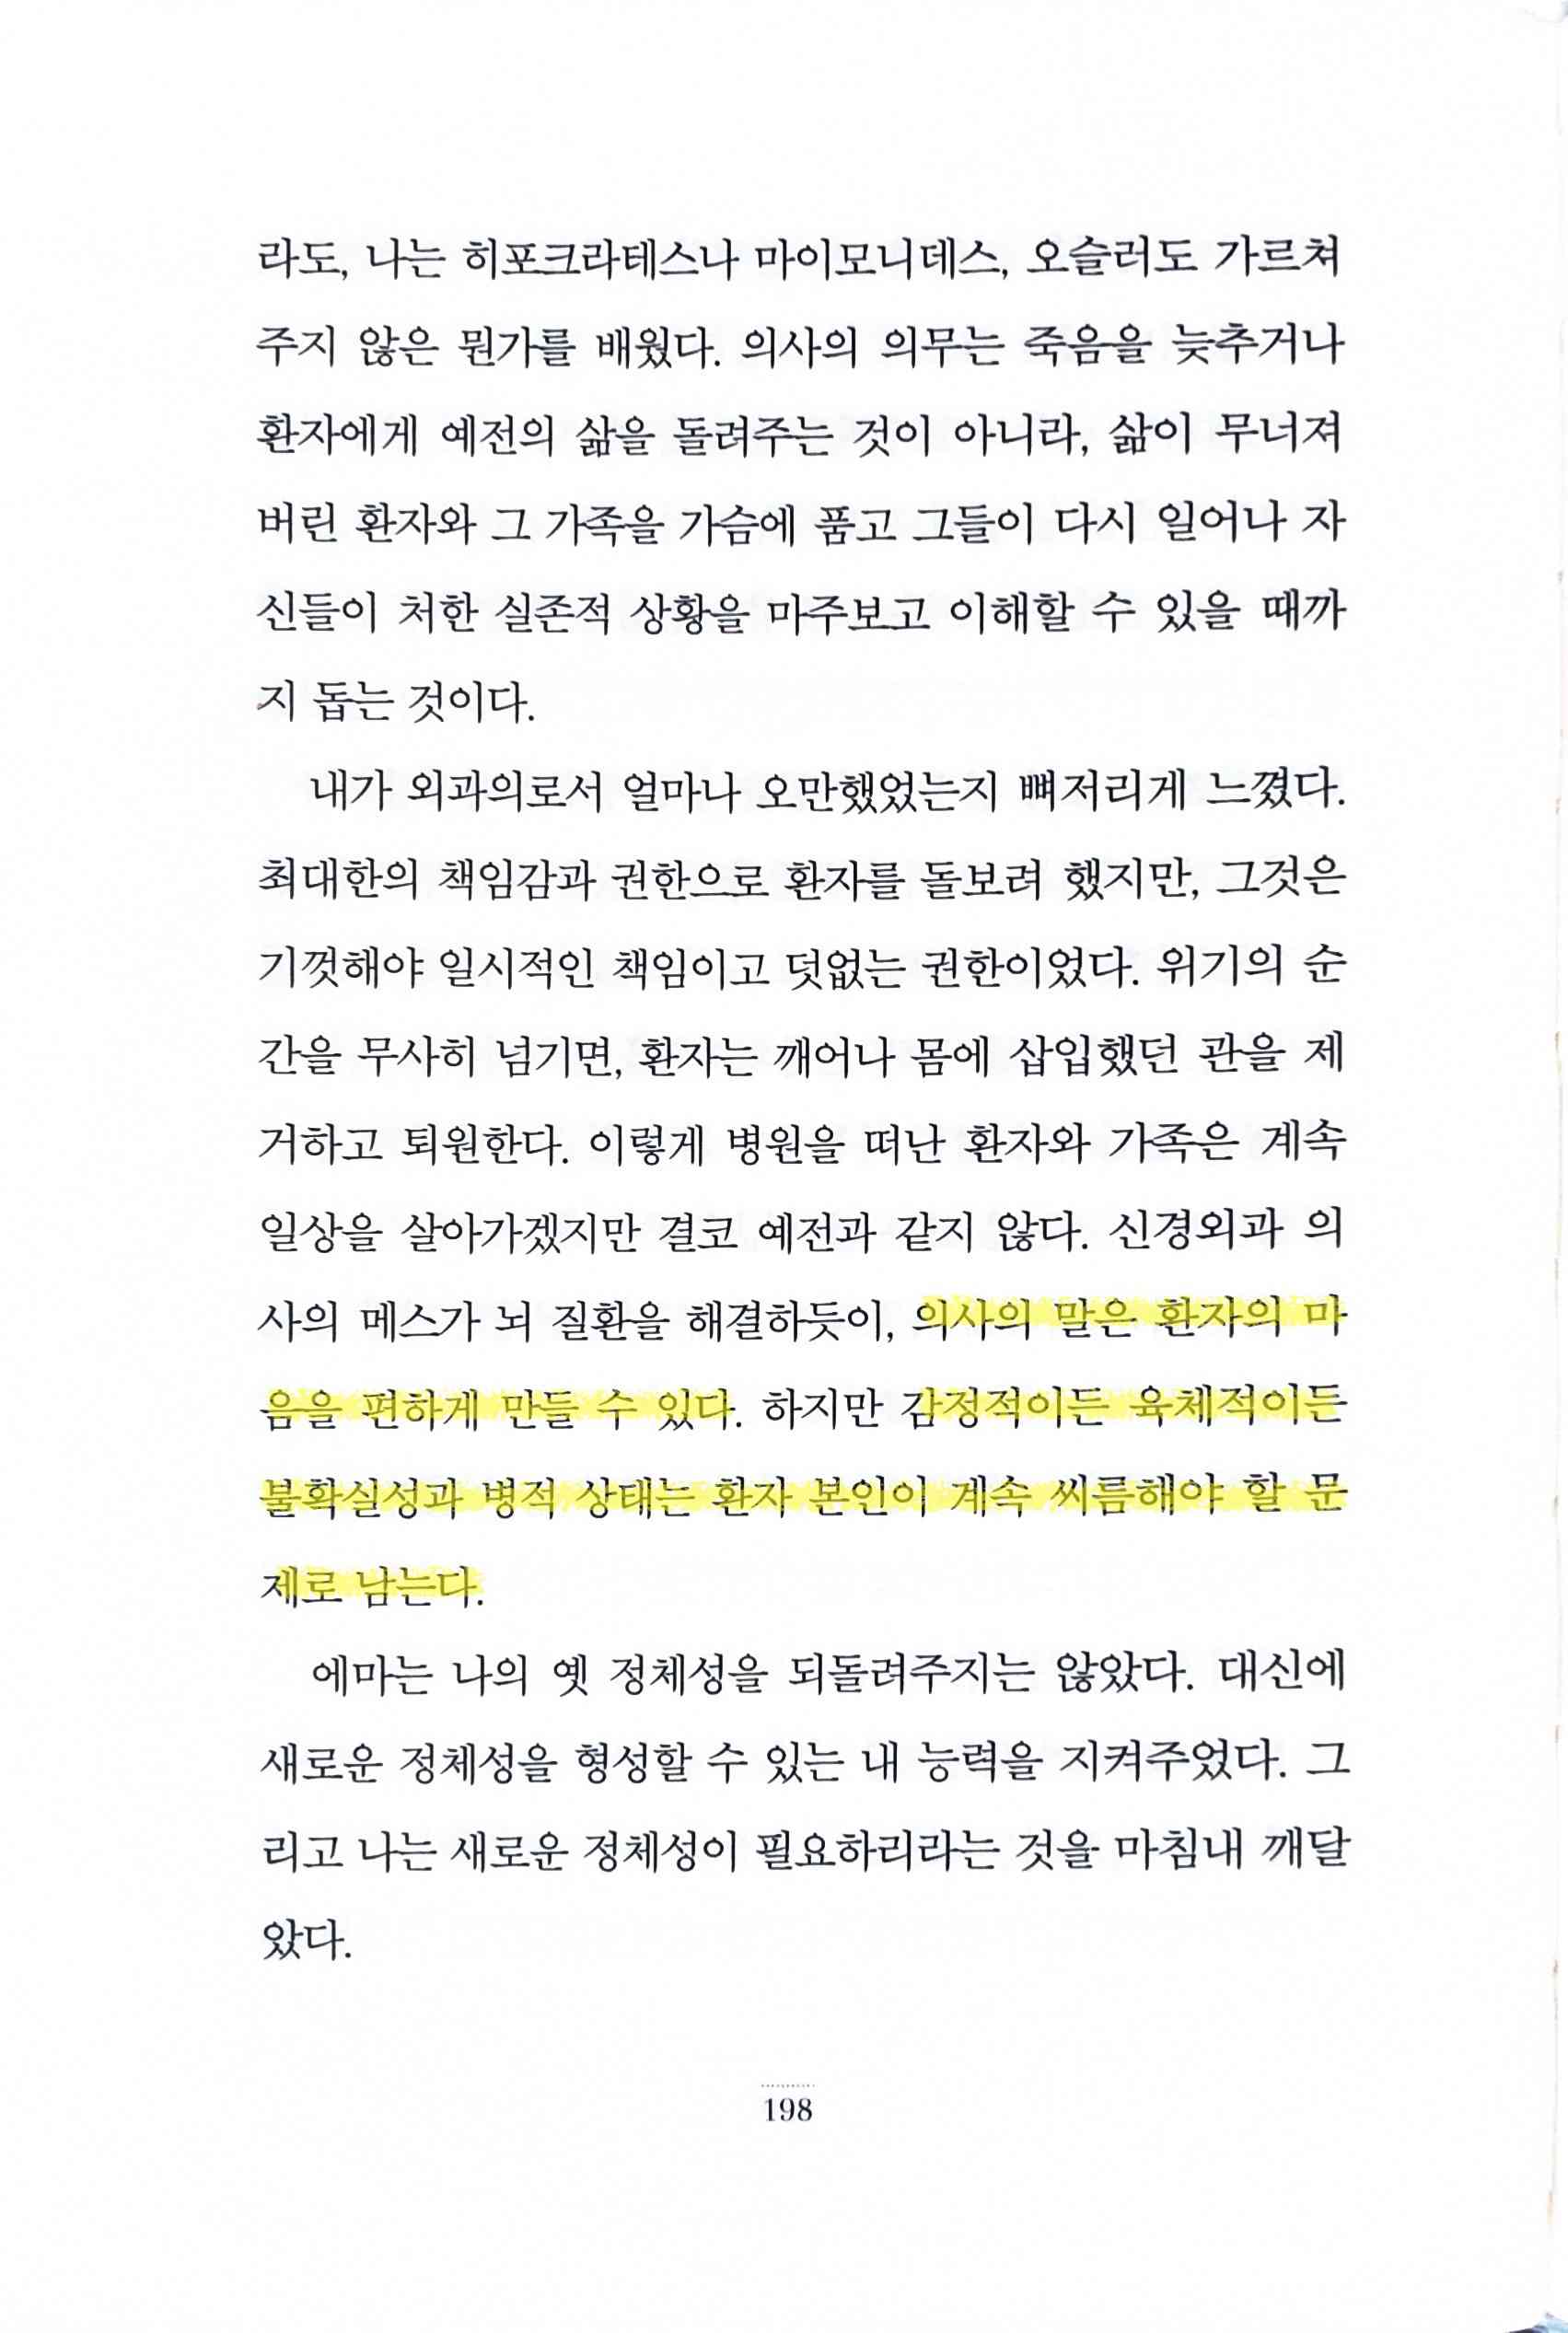 라도, 나는 히포크라테스나 마이모니데스, 오슬러도 가르쳐
주지 않은 뭔가를 배웠다. 의사의 의무는 죽음을 늦추거나
환자에게 예전의 삶을 돌려주는 것이 아니라, 삶이 무너져
버린 환자와 그 가족을 가슴에 품고 그들이 다시 일어나 자
신들이 처한 실존적 상황을 마주보고 이해할 수 있을 때까
지 돕는 것이다.
내가 외과의로서 얼마나 오만했었는지 뼈저리게 느꼈다.
최대한의 책임감과 권한으로 환자를 돌보려 했지만, 그것은
기껏해야 일시적인 책임이고 덧없는 권한이었다. 위기의 순
간을 무사히 넘기면, 환자는 깨어나 몸에 삽입했던 관을 제
거하고 퇴원한다. 이렇게 병원을 떠난 환자와 가족은 계속
일상을 살아가겠지만 결코 예전과 같지 않다. 신경외과 의
사의 메스가 뇌 질환을 해결하듯이, 의사의 말은 환자의 마
음을 편하게 만들 수 있다. 하지만 감정적이든 육체적이든
불확실성과 병적 상태는 환자 본인이 계속 씨름해야 할 문
제로 남는다.
에마는 나의 옛 정체성을 되돌려주지는 않았다. 대신에
새로운 정체성을 형성할 수 있는 내 능력을 지켜주었다. 그
리고 나는 새로운 정체성이 필요하리라는 것을 마침내 깨달
았다.
198